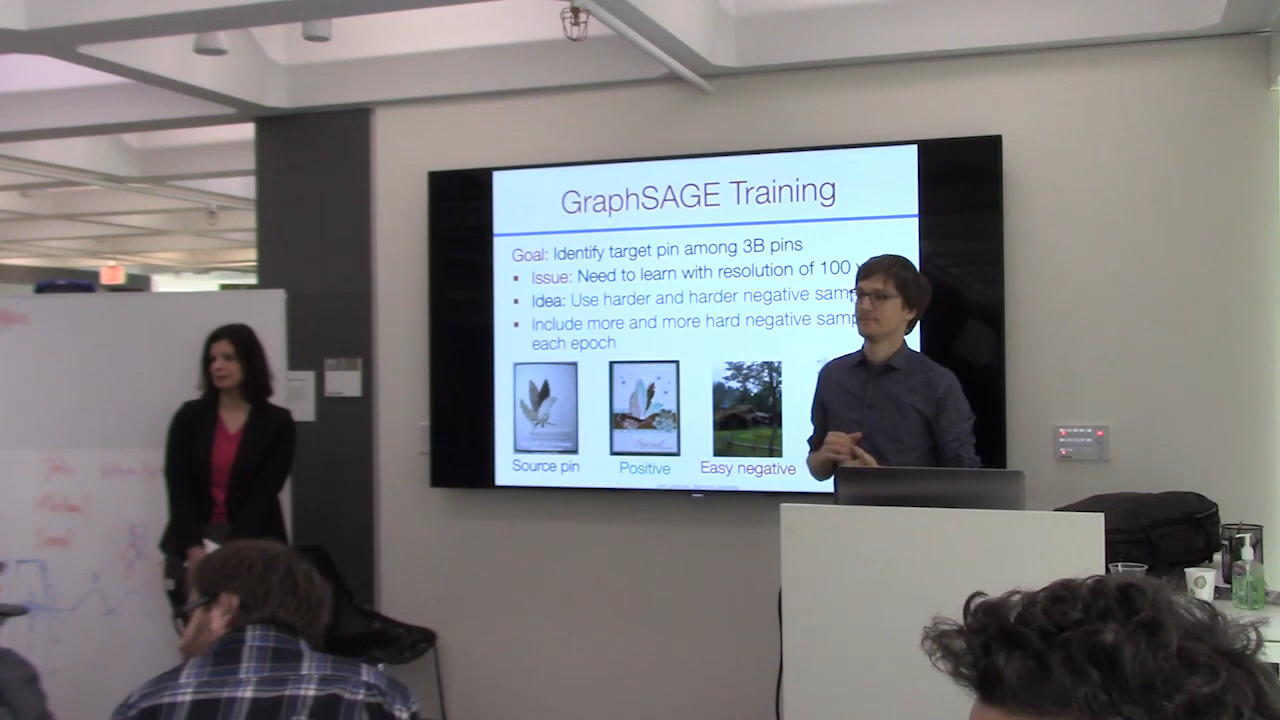 GraphSAGE Training
Goal: Identify target pin among 3B pins
▪ Issue: Need to learn with resolution of 100
▪ Idea: Use harder and harder negative samp
▪ Include more and more hard negative samp
each epoch
Source pin
Positive
Easy negative